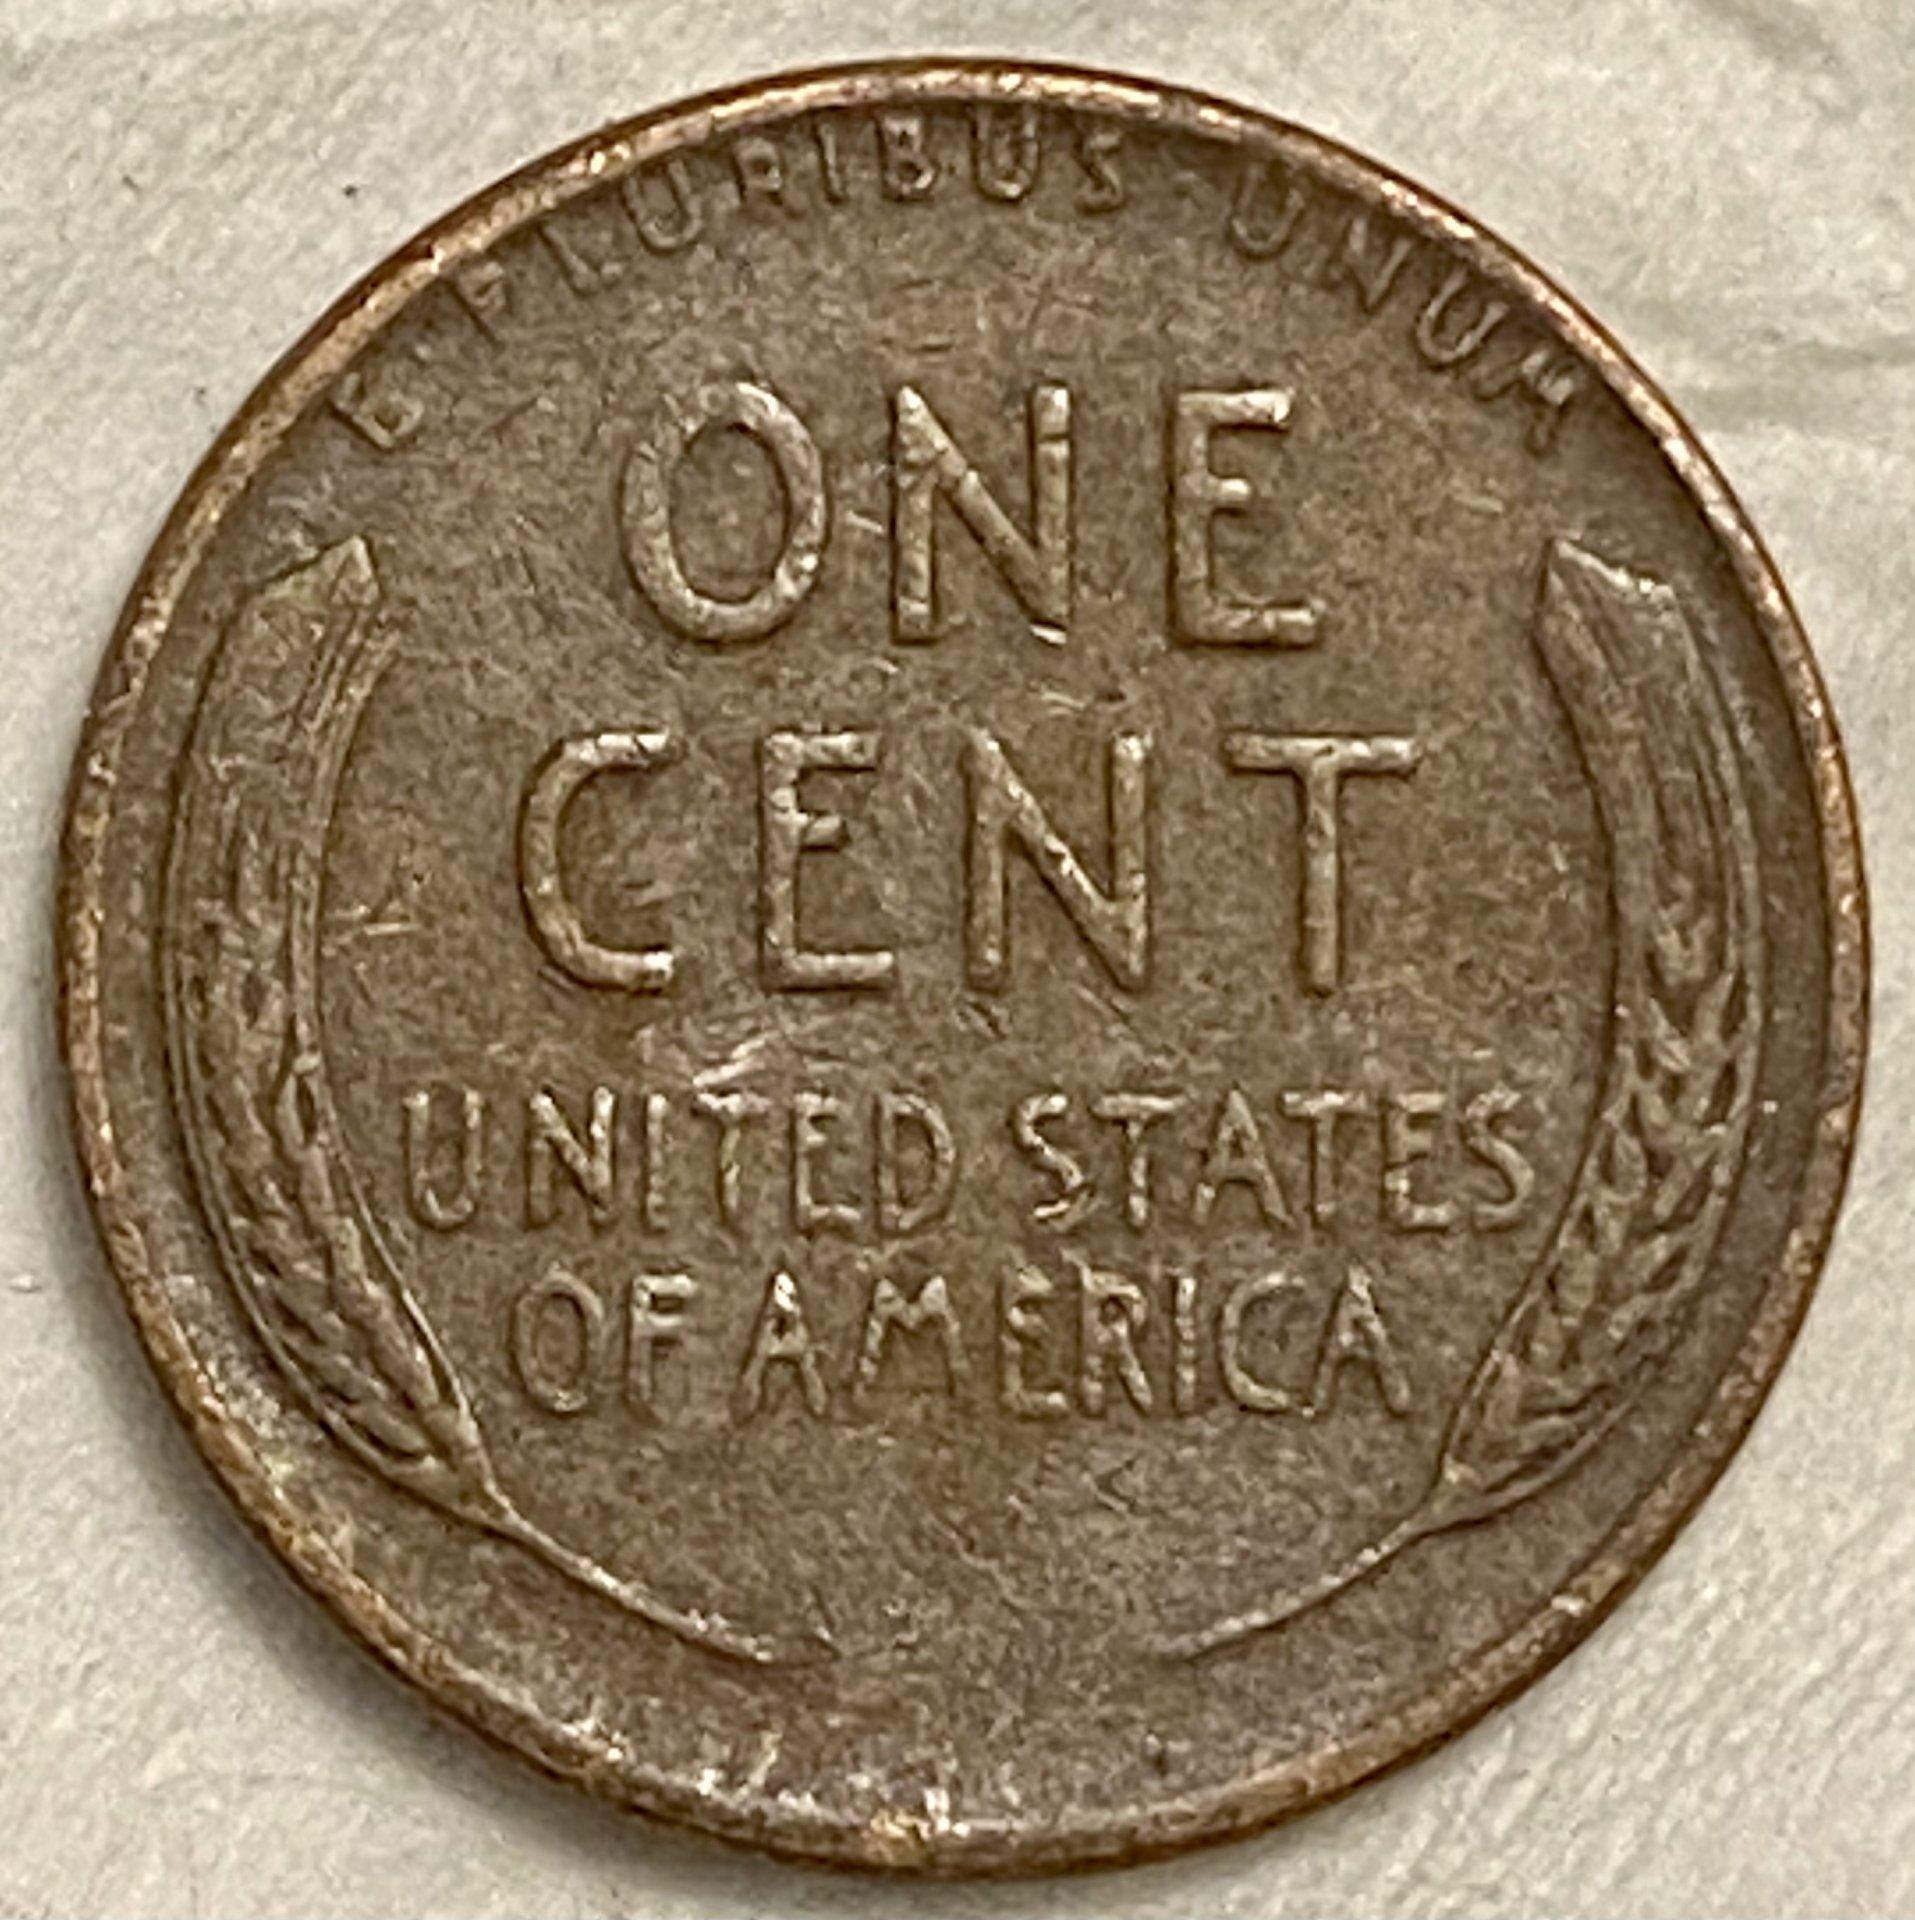 E·PLURIBUS·UNUM
ONE
CENT
UNITED STATES
OF AMERICA